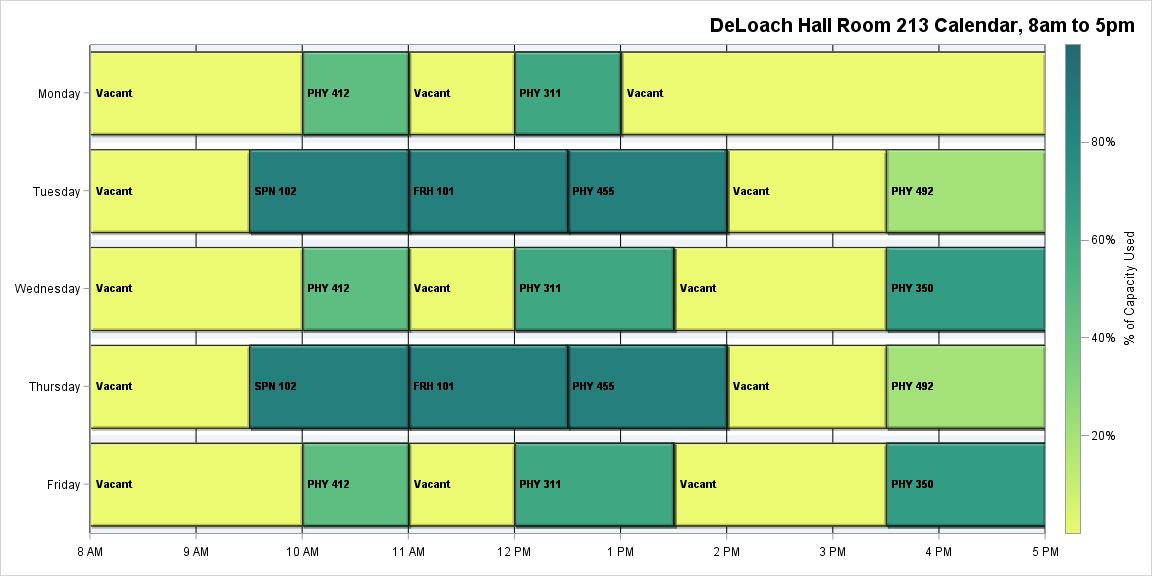 DeLoach Hall Room 213 Calendar, 8am to 5pm
Monday Vacant PHY 412 Vacant PHY 311 Vacant
80%
Tuesday Vacant SPN 102 FRH 101 PHY 455 Vacant PHY 492
60%
% of Capacity Used
Wednesday Vacant PHY 412 Vacant PHY 311 Vacant PHY 350
40%
Thursday Vacant SPN 102 FRH 101 PHY 455 Vacant PHY 492
20%
Friday Vacant PHY 412 Vacant PHY 311 Vacant PHY 350
8 AM 9 AM 10 AM 11 AM 12 PM 1 PM 2 PM 3 PM 4 PM 5 PM